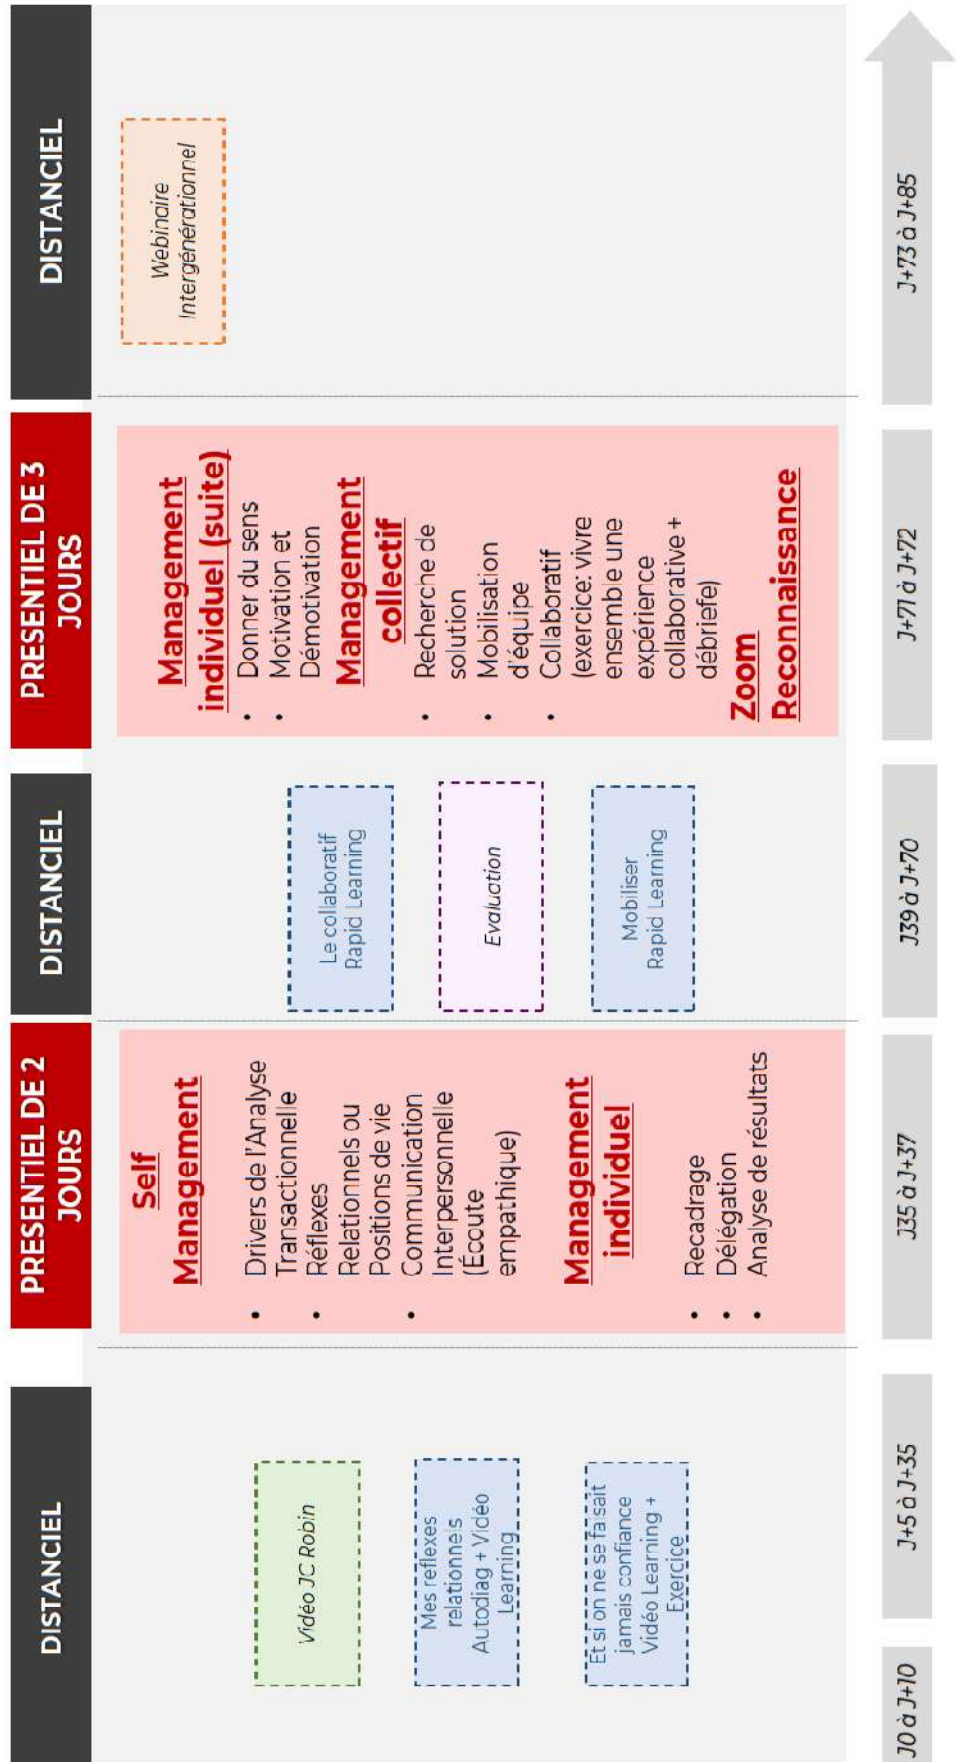 DISTANCIEL
Vidéo JC Robin
Mes reflexes
relationnels
Autodiag + Vidéo
Learning
Et si on ne se faisait
jamais confiance
Vidéo Learning +
Exercice
PRESENTIEL DE 2
JOURS
Self
Management
• Drivers de l'Analyse
Transactionnelle
• Réflexes
Relationnels ou
Positions de vie
• Communication
Interpersonnelle
(Écoute
empathique)
Management
individuel
• Recadrage
• Délégation
• Analyse de résultats
DISTANCIEL
Le collaboratif
Rapid Learning
Evaluation
Mobiliser
Rapid Learning
PRESENTIEL DE 3
JOURS
Management
individuel (suite)
• Donner du sens
• Motivation et
Démotivation
Management
collectif
• Recherche de
solution
• Mobilisation
d'équipe
• Collaboratif
(exercice: vivre
ensemble une
expérience
collaborative +
débriefe)
Zoom
Reconnaissance
DISTANCIEL
Webinaire
Intergénérationnel
J0 à J+10
J+5 à J+35
J35 à J+37
J39 à J+70
J+71 à J+72
J+73 à J+85